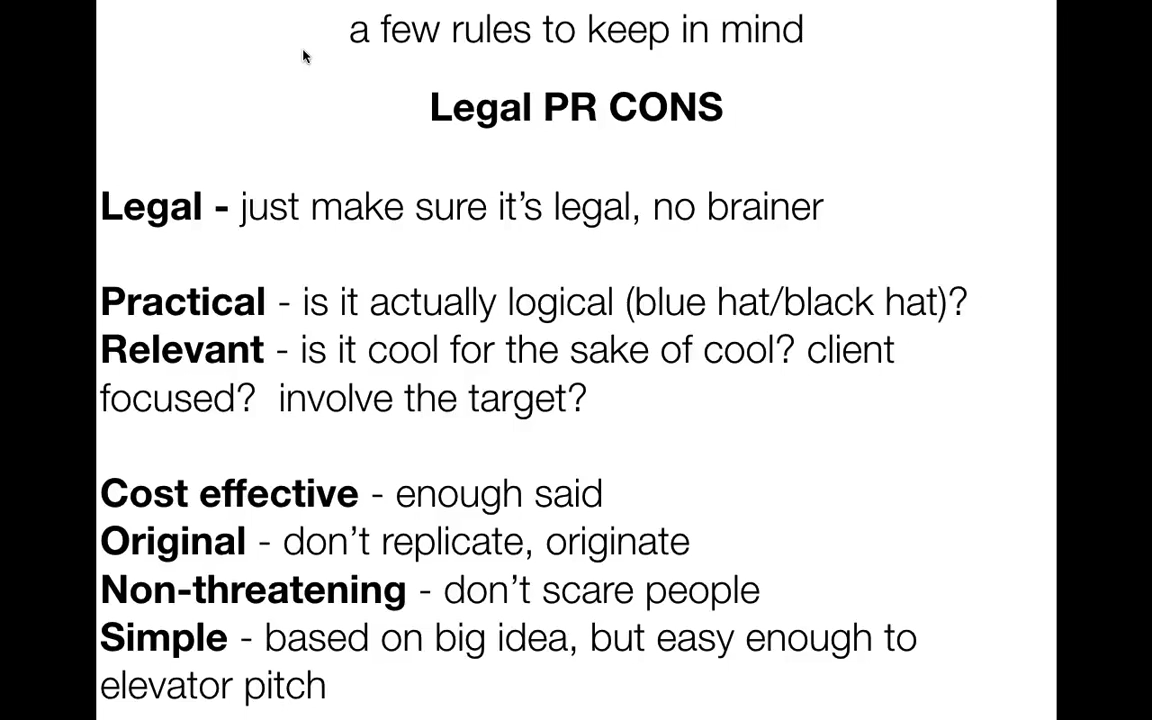 a few rules to keep in mind
Legal PR CONS
Legal - just make sure it's legal, no brainer
Practical - is it actually logical (blue hat/black hat)?
Relevant - is it cool for the sake of cool? client
focused?  involve the target?
Cost effective - enough said
Original - don't replicate, originate
Non-threatening - don't scare people
Simple - based on big idea, but easy enough to
elevator pitch